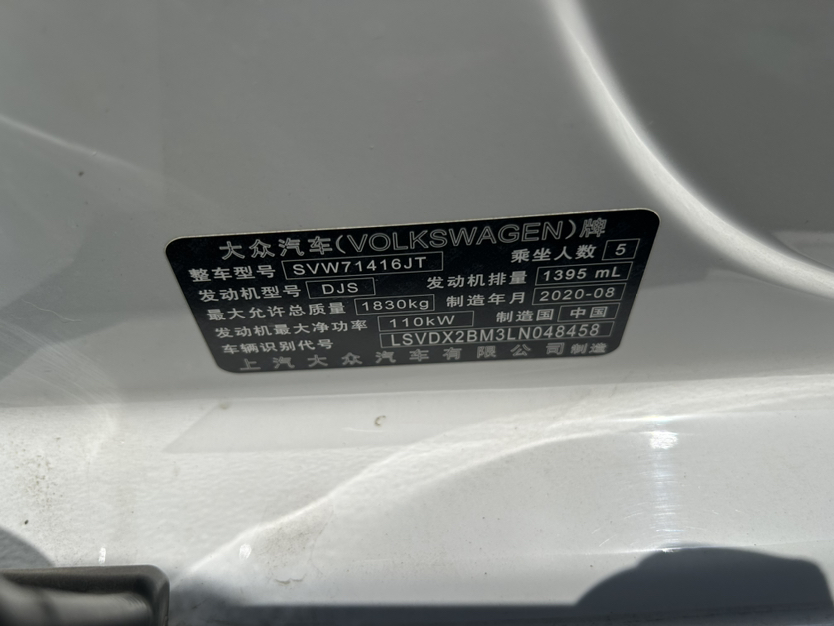 大众汽车(VOLKSWAGEN)牌
整车型号 SVW71416JT 乘坐人数 5
发动机型号 DJS 发动机排量 1395 mL
最大允许总质量 1830kg 制造年月 2020-08
发动机最大净功率 110kW 制造国 中国
车辆识别代号 LSVDX2BM3LN048458
上汽大众汽车有限公司制造